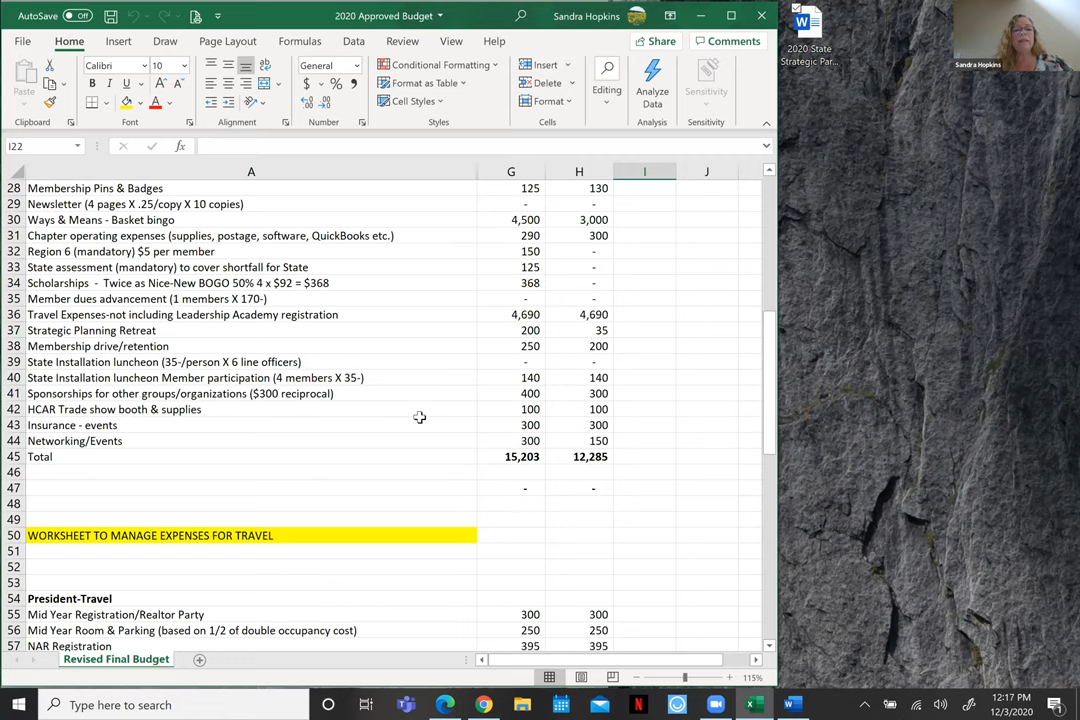 AutoSave Off 2020 Approved Budget Sandra Hopkins
File Home Insert Draw Page Layout Formulas Data Review View Help Share Comments
Paste Calibri 10 General Conditional Formatting Insert Editing Analyze Data Sensitivity
B I U A A $ % , Format as Table Delete
A Cell Styles Format
Clipboard Font Alignment Number Styles Cells Analysis Sensitivity
I22 fx
A G H I J
28 Membership Pins & Badges 125 130
29 Newsletter (4 pages X .25/copy X 10 copies) - -
30 Ways & Means - Basket bingo 4,500 3,000
31 Chapter operating expenses (supplies, postage, software, QuickBooks etc.) 290 300
32 Region 6 (mandatory) $5 per member 150 -
33 State assessment (mandatory) to cover shortfall for State 125 -
34 Scholarships - Twice as Nice-New BOGO 50% 4 x $92 = $368 368 -
35 Member dues advancement (1 members X 170-) - -
36 Travel Expenses-not including Leadership Academy registration 4,690 4,690
37 Strategic Planning Retreat 200 35
38 Membership drive/retention 250 200
39 State Installation luncheon (35-/person X 6 line officers) - -
40 State Installation luncheon Member participation (4 members X 35-) 140 140
41 Sponsorships for other groups/organizations ($300 reciprocal) 400 300
42 HCAR Trade show booth & supplies 100 100
43 Insurance - events 300 300
44 Networking/Events 300 150
45 Total 15,203 12,285
46
47 - -
48
49
50 WORKSHEET TO MANAGE EXPENSES FOR TRAVEL
51
52
53
54 President-Travel
55 Mid Year Registration/Realtor Party 300 300
56 Mid Year Room & Parking (based on 1/2 of double occupancy cost) 250 250
57 NAR Registration 395 395
Revised Final Budget
115%
2020 State
Strategic Par...
Sandra Hopkins
Type here to search
12:17 PM
12/3/2020
1